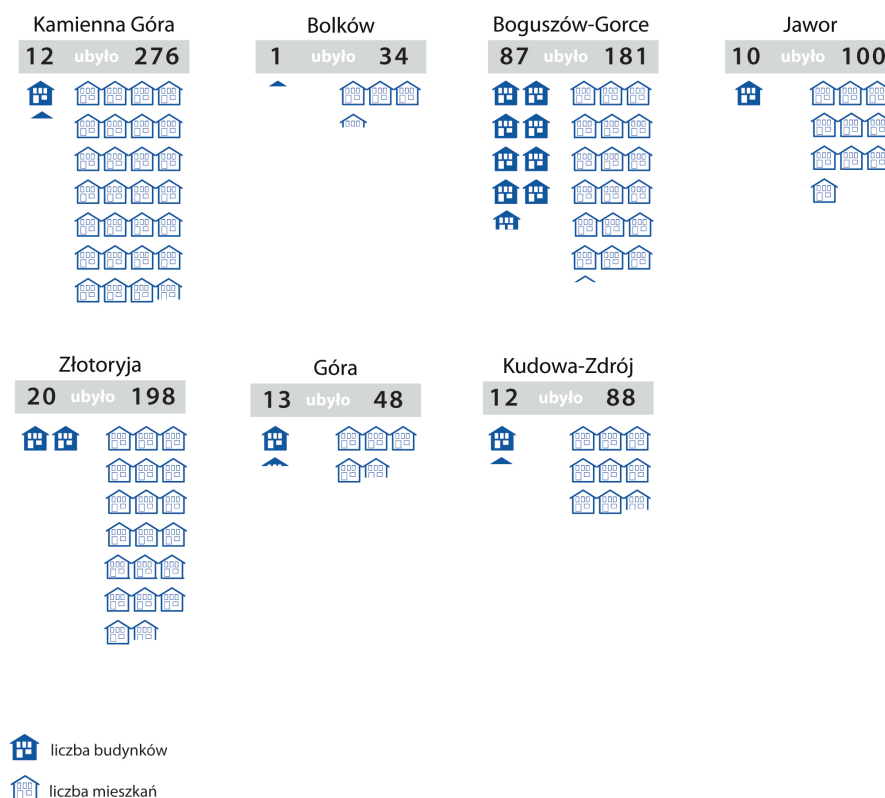 Kamienna Góra
12 ubyło 276
Bolków
1 ubyło 34
Boguszów-Gorce
87 ubyło 181
Jawor
10 ubyło 100
Złotoryja
20 ubyło 198
Góra
13 ubyło 48
Kudowa-Zdrój
12 ubyło 88
liczba budynków
liczba mieszkań